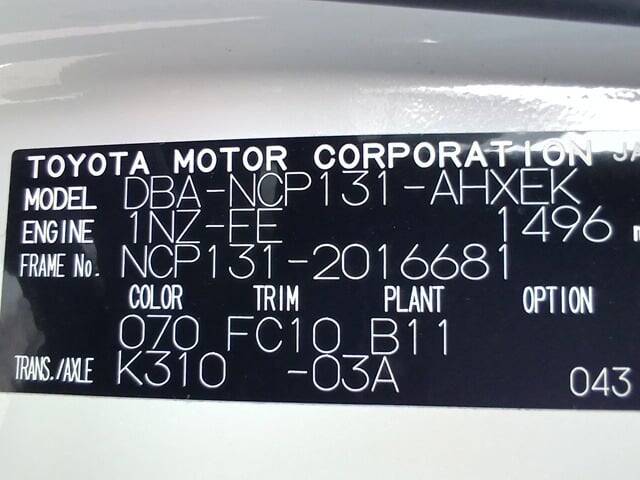 TOYOTA MOTOR CORPORATION JA
MODEL DBA-NCP131-AHXEK
ENGINE 1NZ-FE 1496
FRAME No. NCP131-2016681
COLOR TRIM PLANT OPTION
070 FC10 B11
TRANS./AXLE K310 -03A 043